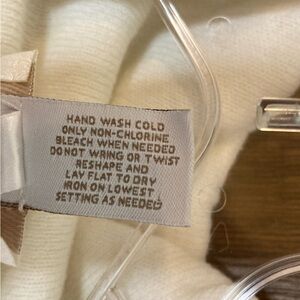 HAND WASH COLD
ONLY NON-CHLORINE
BLEACH WHEN NEEDED
DO NOT WRING OR TWIST
RESHAPE AND
LAY FLAT TO DRY
IRON ON LOWEST
SETTING AS NEEDED